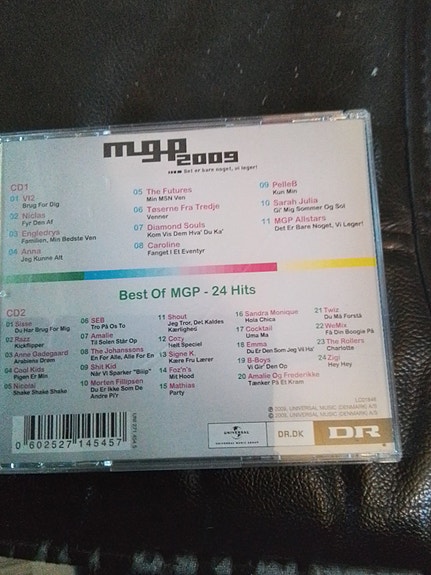 mgp 2009
... Det er bare noget, vi leger!
CD1
01 VI2
Brug For Dig
02 Niclas
Fyr Den Af
03 Engledrys
Familien, Min Bedste Ven
04 Anna
Jeg Kunne Alt
05 The Futures
Min MSN Ven
06 Tøserne Fra Tredje
Venner
07 Diamond Souls
Kom Vis Dem Hva' Du Ka'
08 Caroline
Fanget I Et Eventyr
09 PelleB
Kun Min
10 Sarah Julia
Gi' Mig Sommer Og Sol
11 MGP Allstars
Det Er Bare Noget, Vi Leger!
Best Of MGP - 24 Hits
CD2
01 Sisse
Du Har Brug For Mig
02 Razz
Kickflipper
03 Anne Gadegaard
Arabiens Drøm
04 Cool Kids
Pigen Er Min
05 Nicolai
Shake Shake Shake
06 SEB
Tro På Os To
07 Amalie
Til Solen Står Op
08 The Johanssons
En For Alle, Alle For En
09 Shit Kid
Når Vi Sparker "Biip"
10 Morten Fillipsen
Du Er Ikke Som De
Andre Pi'r
11 Shout
Jeg Tror, Det Kaldes
Kærlighed
12 Cozy
Helt Speciel
13 Signe K.
Kære Fru Lærer
14 Foz'n's
Mit Hood
15 Mathias
Party
16 Sandra Monique
Hola Chica
17 Cocktail
Uma Ma
18 Emma
Du Er Den Som Jeg Vil Ha'
19 B-Boys
Vi Gir' Den Op
20 Amalie Og Frederikke
Tænker På Et Kram
21 Twiz
Du Må Forstå
22 WeMix
Få Din Boogie På
23 The Rollers
Charlotte
24 Zigi
Hey Hey
0 602527 145457
UNIVERSAL
UNIVERSAL MUSIC GROUP
DR.DK
DR
℗ 2009, UNIVERSAL MUSIC (DENMARK) A/S
© 2009, UNIVERSAL MUSIC (DENMARK) A/S